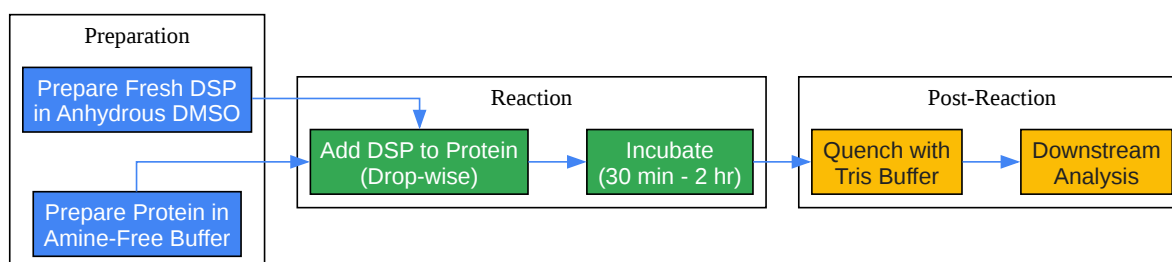 Preparation
Prepare Fresh DSP
in Anhydrous DMSO
Prepare Protein in
Amine-Free Buffer
Reaction
Add DSP to Protein
(Drop-wise)
Incubate
(30 min - 2 hr)
Post-Reaction
Quench with
Tris Buffer
Downstream
Analysis